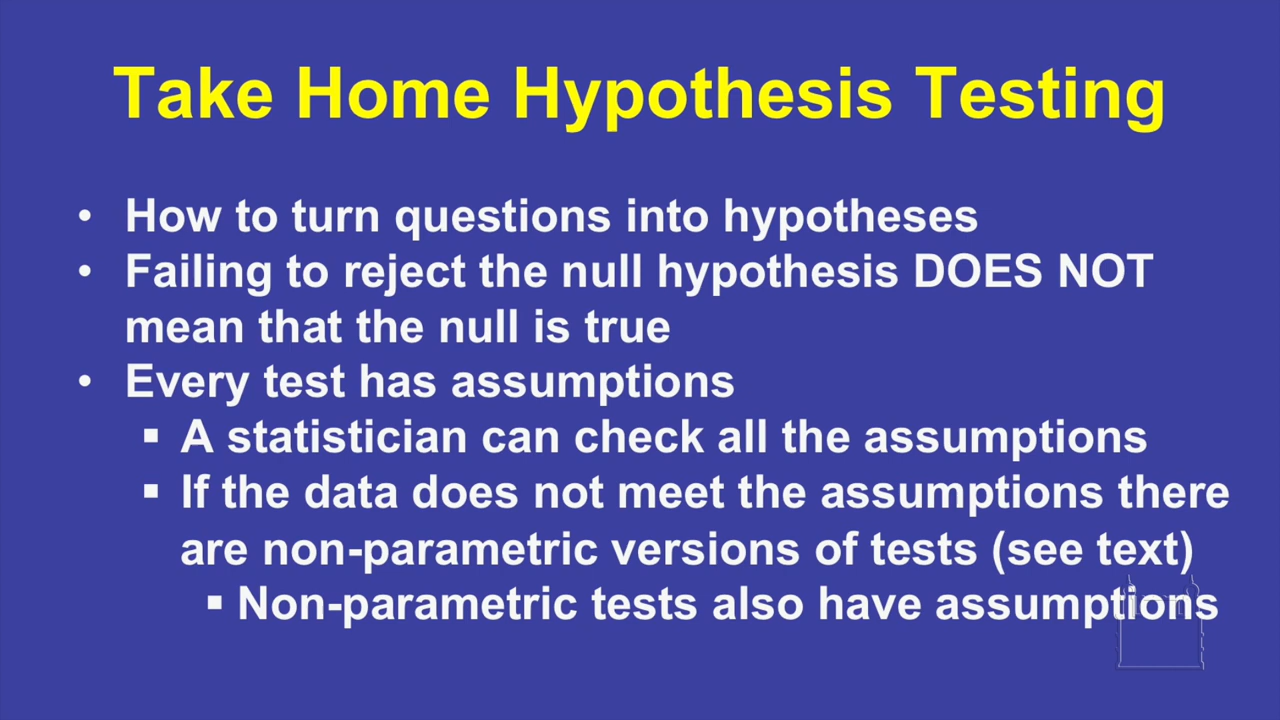 Take Home Hypothesis Testing
• How to turn questions into hypotheses
• Failing to reject the null hypothesis DOES NOT
mean that the null is true
• Every test has assumptions
▪ A statistician can check all the assumptions
▪ If the data does not meet the assumptions there
are non-parametric versions of tests (see text)
▪ Non-parametric tests also have assumptions